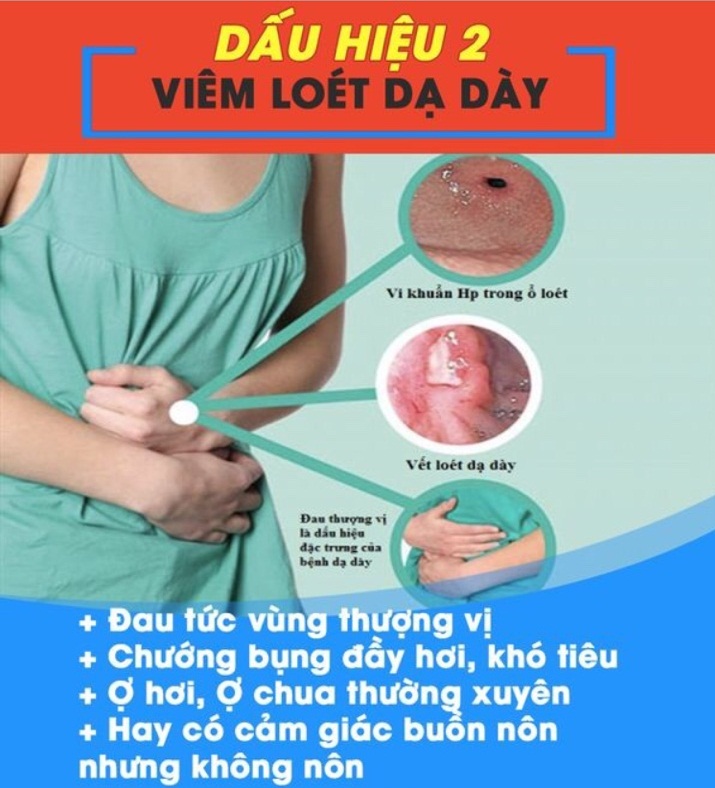 DẤU HIỆU 2
VIÊM LOÉT DẠ DÀY
Vi khuẩn Hp trong ổ loét
Vết loét dạ dày
Đau thượng vị
là dấu hiệu
đặc trưng của
bệnh dạ dày
+ Đau tức vùng thượng vị
+ Chướng bụng đầy hơi, khó tiêu
+ Ợ hơi, Ợ chua thường xuyên
+ Hay có cảm giác buồn nôn
nhưng không nôn